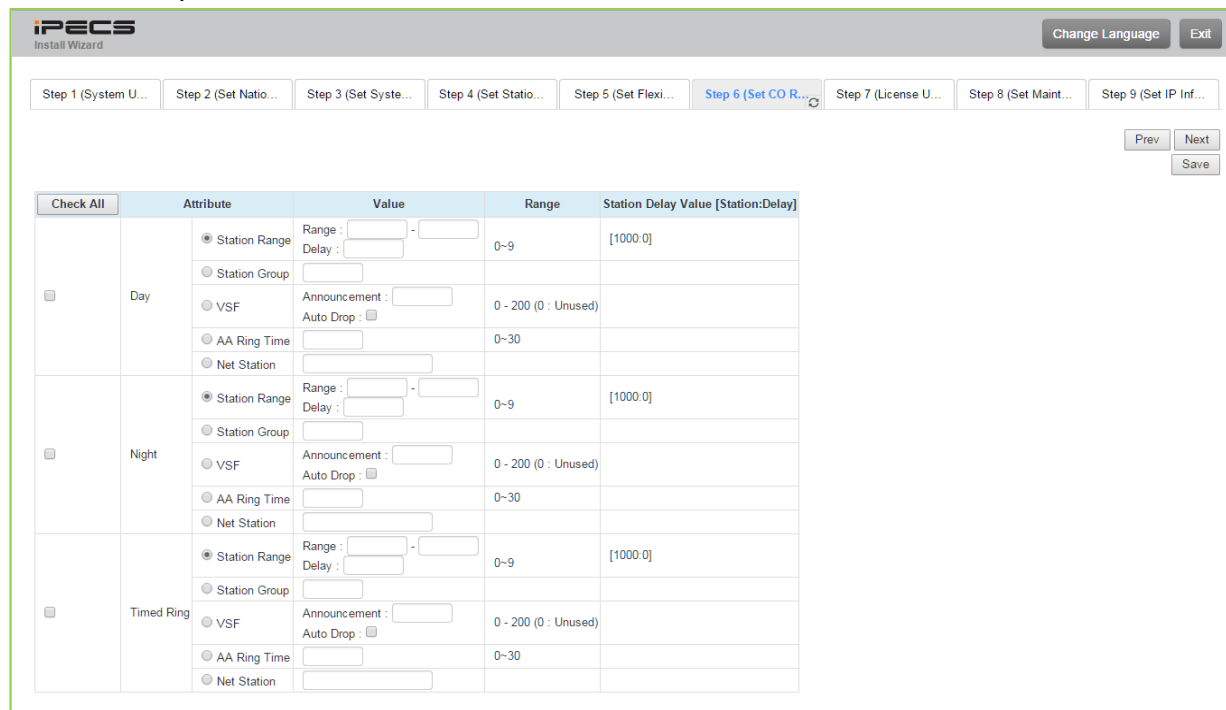 iPECS
Install Wizard
Change Language Exit
Step 1 (System U... Step 2 (Set Natio... Step 3 (Set Syste... Step 4 (Set Statio... Step 5 (Set Flexi... Step 6 (Set CO R... Step 7 (License U... Step 8 (Set Maint... Step 9 (Set IP Inf...
Prev Next
Save
Check All Attribute Value Range Station Delay Value [Station:Delay]
Day
Station Range Range : - Delay : 0~9 [1000:0]
Station Group
VSF Announcement : Auto Drop : 0 - 200 (0 : Unused)
AA Ring Time 0~30
Net Station
Night
Station Range Range : - Delay : 0~9 [1000:0]
Station Group
VSF Announcement : Auto Drop : 0 - 200 (0 : Unused)
AA Ring Time 0~30
Net Station
Timed Ring
Station Range Range : - Delay : 0~9 [1000:0]
Station Group
VSF Announcement : Auto Drop : 0 - 200 (0 : Unused)
AA Ring Time 0~30
Net Station